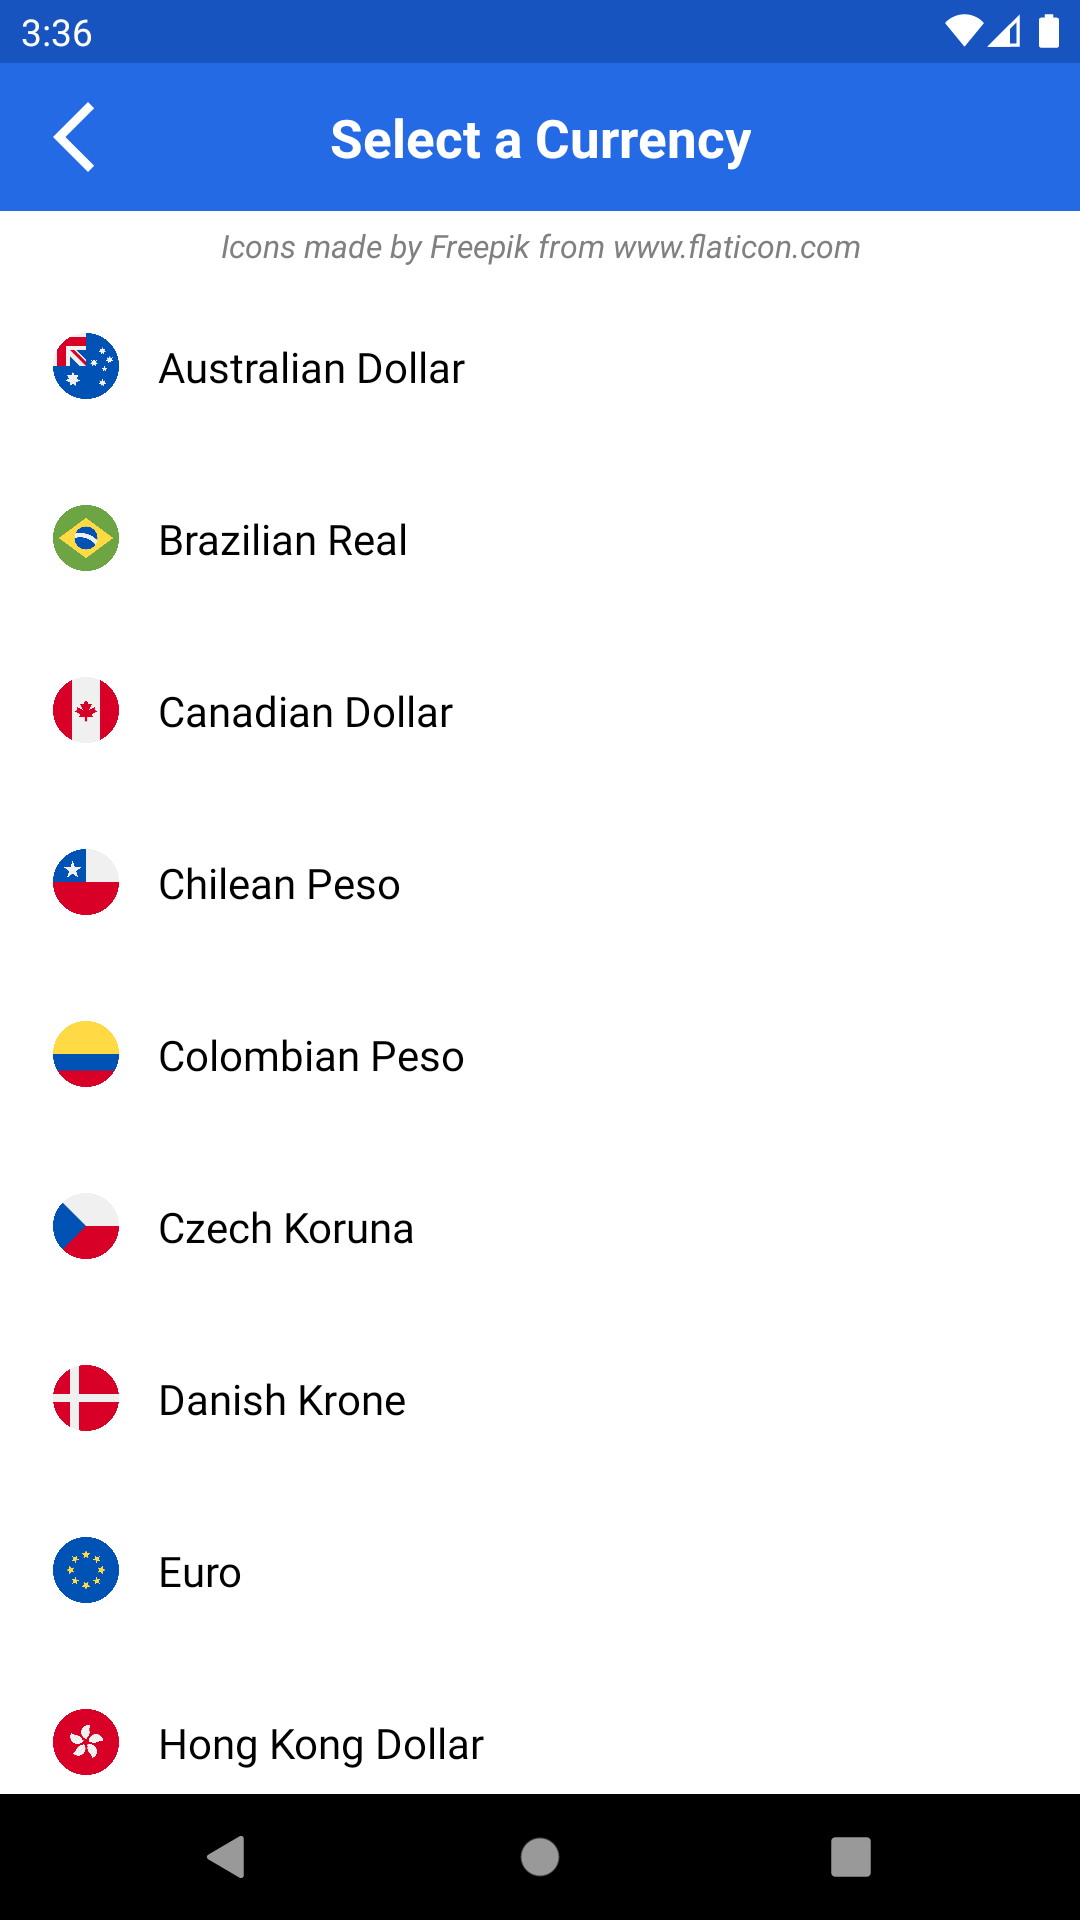 3:36
Select a Currency
Icons made by Freepik from www.flaticon.com
Australian Dollar
Brazilian Real
Canadian Dollar
Chilean Peso
Colombian Peso
Czech Koruna
Danish Krone
Euro
Hong Kong Dollar